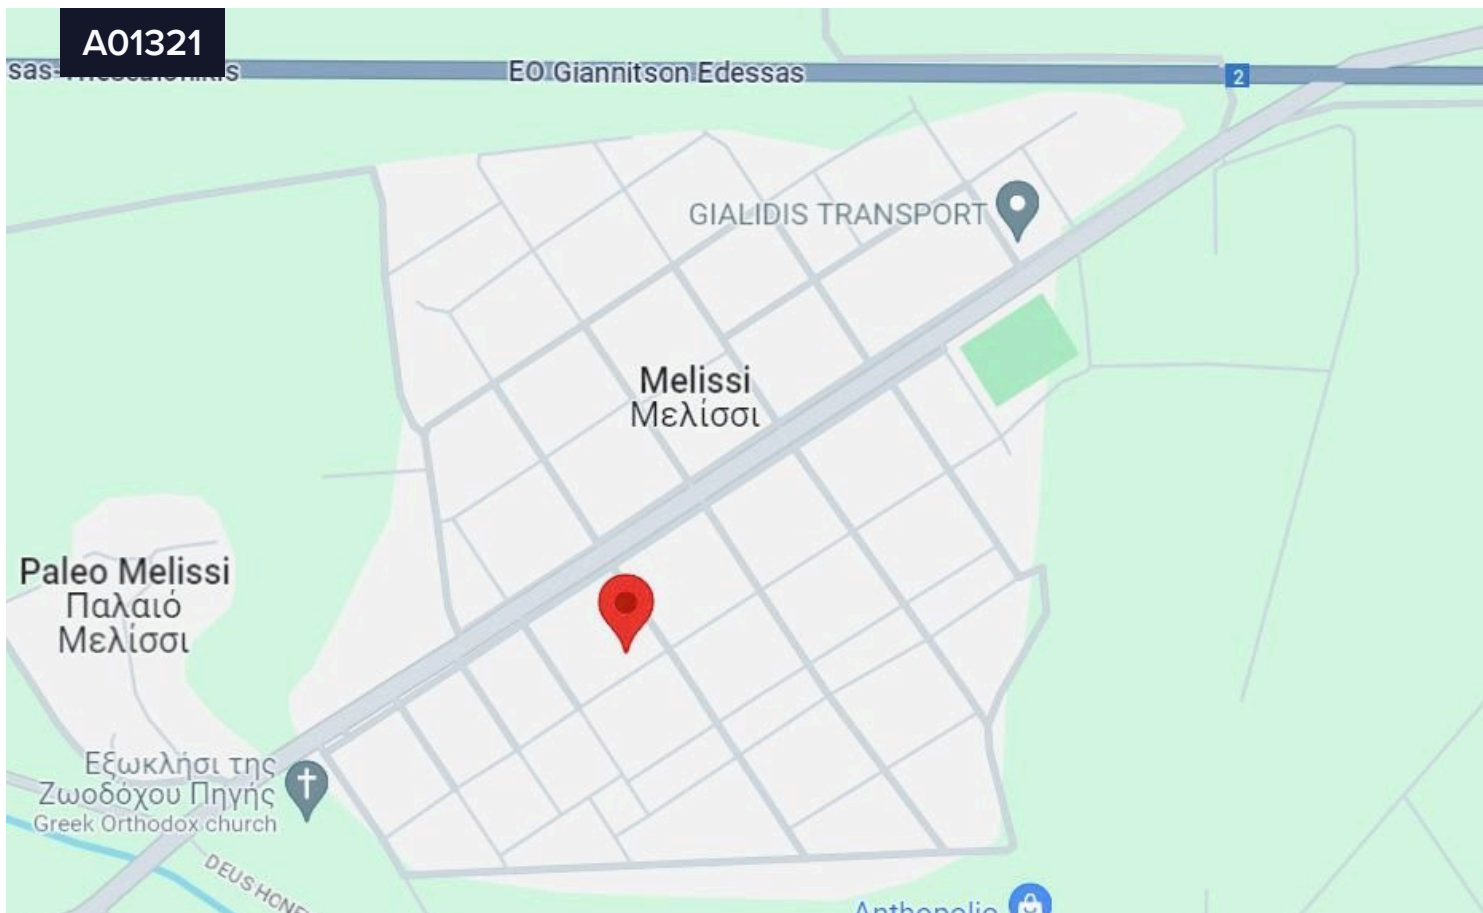 A01321
EO Giannitson Edessas
2
GIALIDIS TRANSPORT
Melissi
Μελίσσι
Paleo Melissi
Παλαιό
Μελίσσι
Εξωκλήσι της
Ζωοδόχου Πηγής
Greek Orthodox church
DEUS